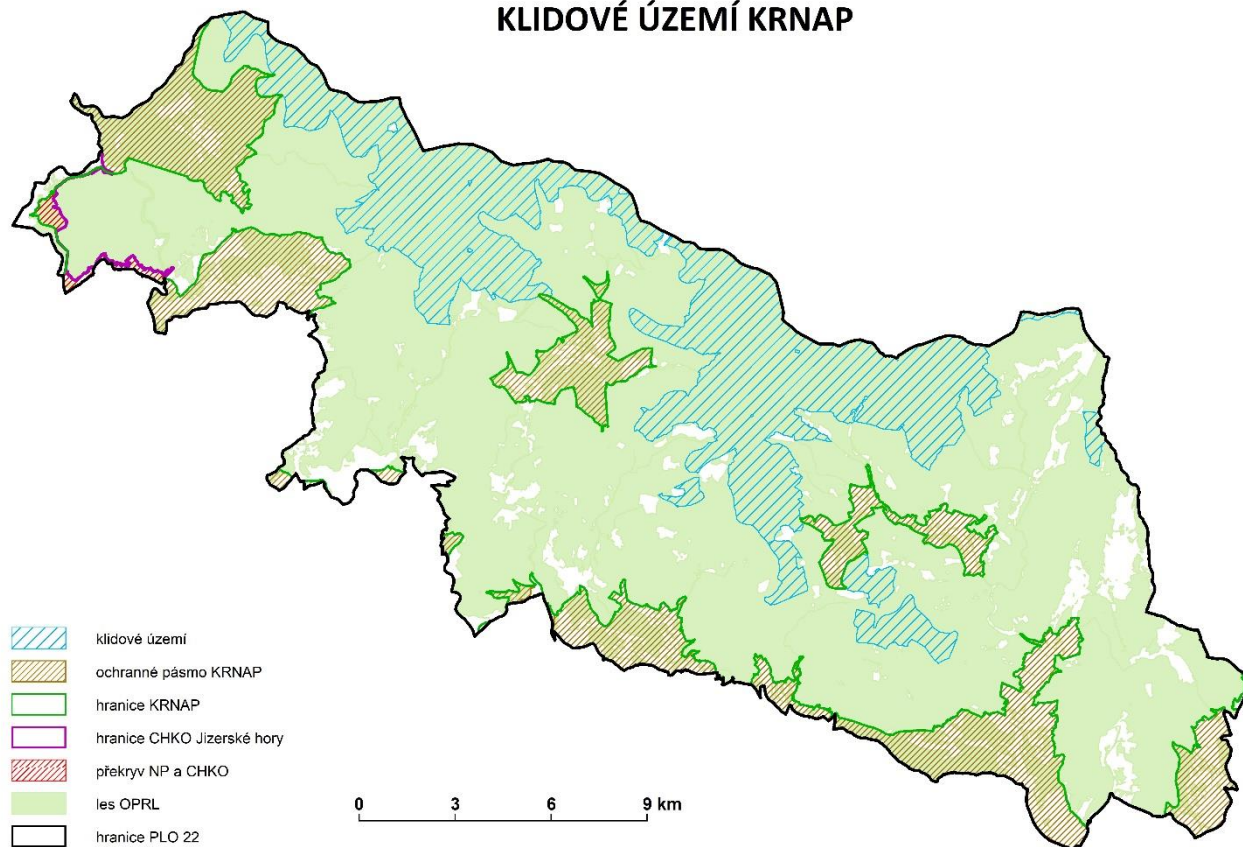 KLIDOVÉ ÚZEMÍ KRNAP
klidové území
ochranné pásmo KRNAP
hranice KRNAP
hranice CHKO Jizerské hory
překryv NP a CHKO
les OPRL
hranice PLO 22
0 3 6 9 km